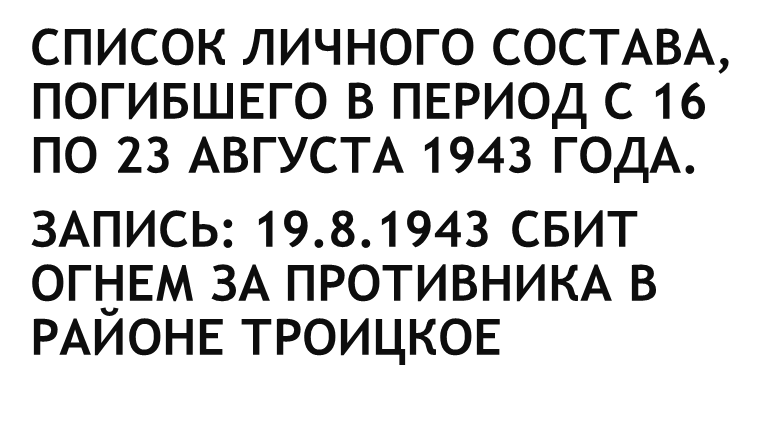 СПИСОК ЛИЧНОГО СОСТАВА,
ПОГИБШЕГО В ПЕРИОД С 16
ПО 23 АВГУСТА 1943 ГОДА.
ЗАПИСЬ: 19.8.1943 СБИТ
ОГНЕМ ЗА ПРОТИВНИКА В
РАЙОНЕ ТРОИЦКОЕ